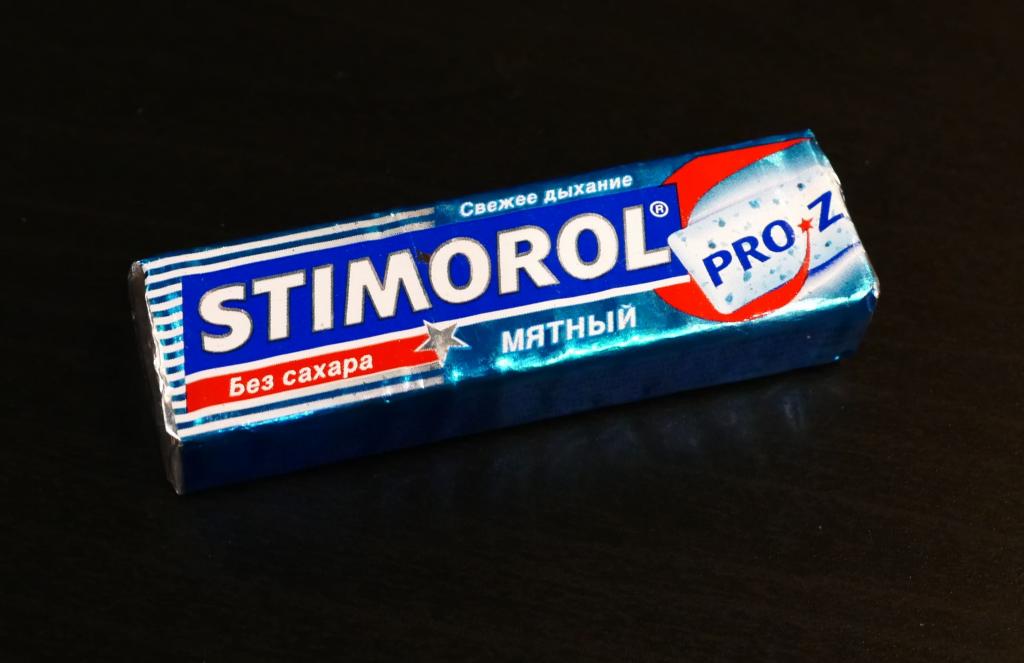 Свежее дыхание
STIMOROL®
PRO Z
МЯТНЫЙ
Без сахара